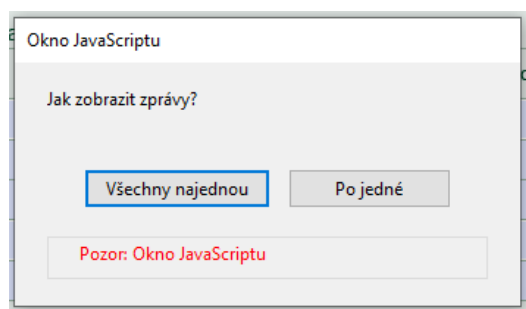 Okno JavaScriptu
Jak zobrazit zprávy?
Všechny najednou
Po jedné
Pozor: Okno JavaScriptu